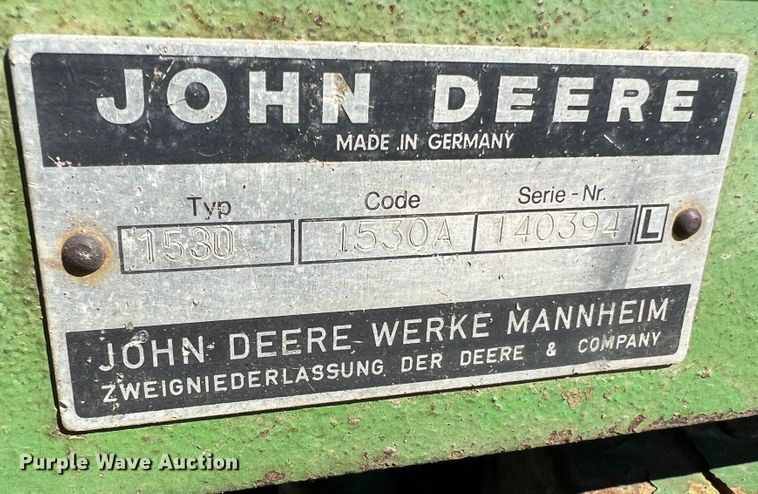 JOHN DEERE
MADE IN GERMANY
Typ Code Serie-Nr.
1530 1530A 140394 L
JOHN DEERE WERKE MANNHEIM
ZWEIGNIEDERLASSUNG DER DEERE & COMPANY
Purple Wave Auction